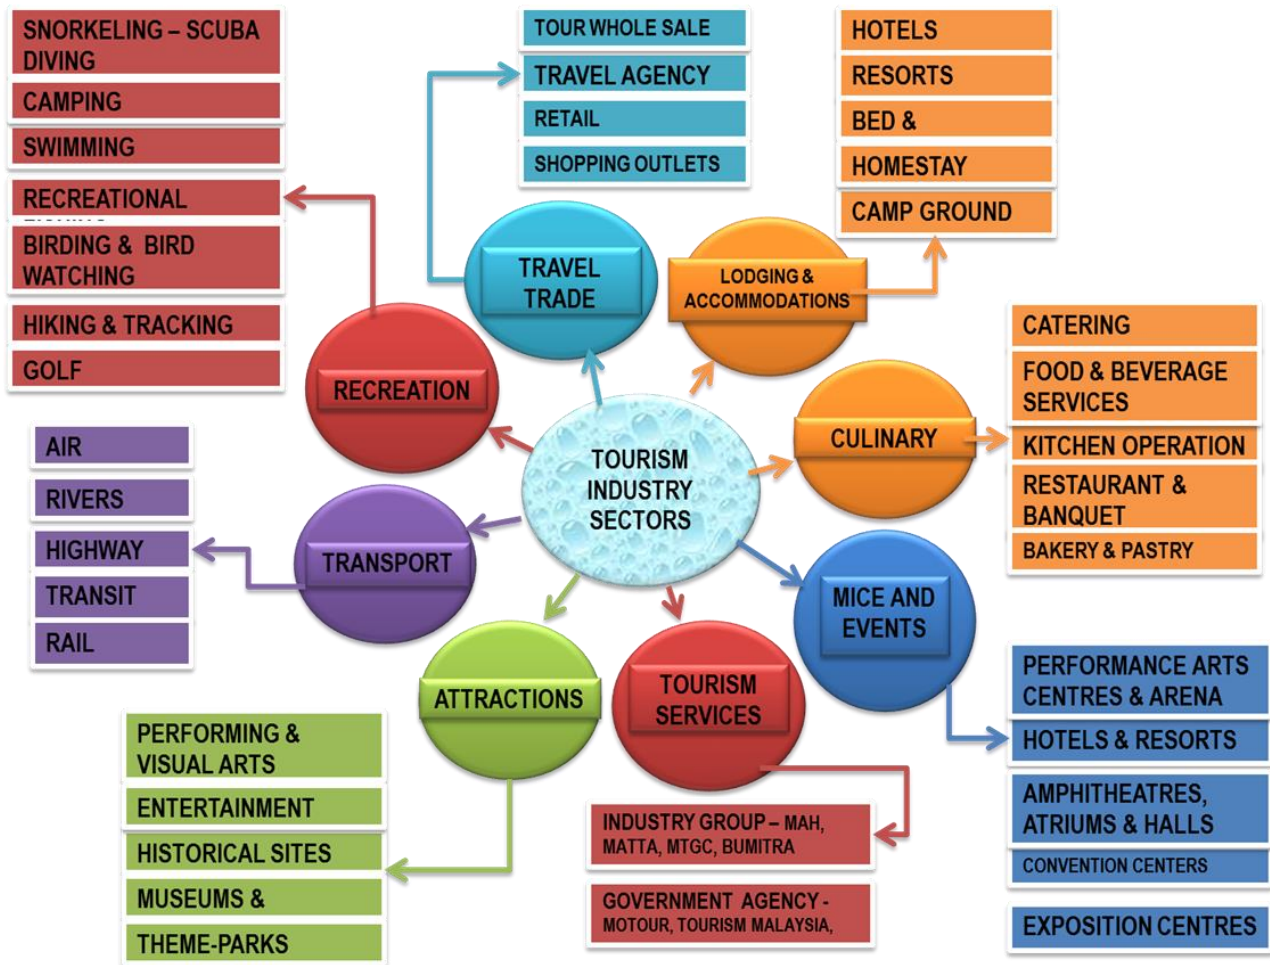 SNORKELING – SCUBA
DIVING
CAMPING
SWIMMING
RECREATIONAL
BIRDING & BIRD
WATCHING
HIKING & TRACKING
GOLF
TOUR WHOLE SALE
TRAVEL AGENCY
RETAIL
SHOPPING OUTLETS
HOTELS
RESORTS
BED &
HOMESTAY
CAMP GROUND
TRAVEL
TRADE
LODGING &
ACCOMMODATIONS
RECREATION
CULINARY
CATERING
FOOD & BEVERAGE
SERVICES
KITCHEN OPERATION
RESTAURANT &
BANQUET
BAKERY & PASTRY
TOURISM
INDUSTRY
SECTORS
AIR
RIVERS
HIGHWAY
TRANSIT
RAIL
TRANSPORT
MICE AND
EVENTS
ATTRACTIONS
TOURISM
SERVICES
PERFORMANCE ARTS
CENTRES & ARENA
HOTELS & RESORTS
AMPHITHEATRES,
ATRIUMS & HALLS
CONVENTION CENTERS
EXPOSITION CENTRES
PERFORMING &
VISUAL ARTS
ENTERTAINMENT
HISTORICAL SITES
MUSEUMS &
THEME-PARKS
INDUSTRY GROUP – MAH,
MATTA, MTGC, BUMITRA
GOVERNMENT AGENCY -
MOTOUR, TOURISM MALAYSIA,